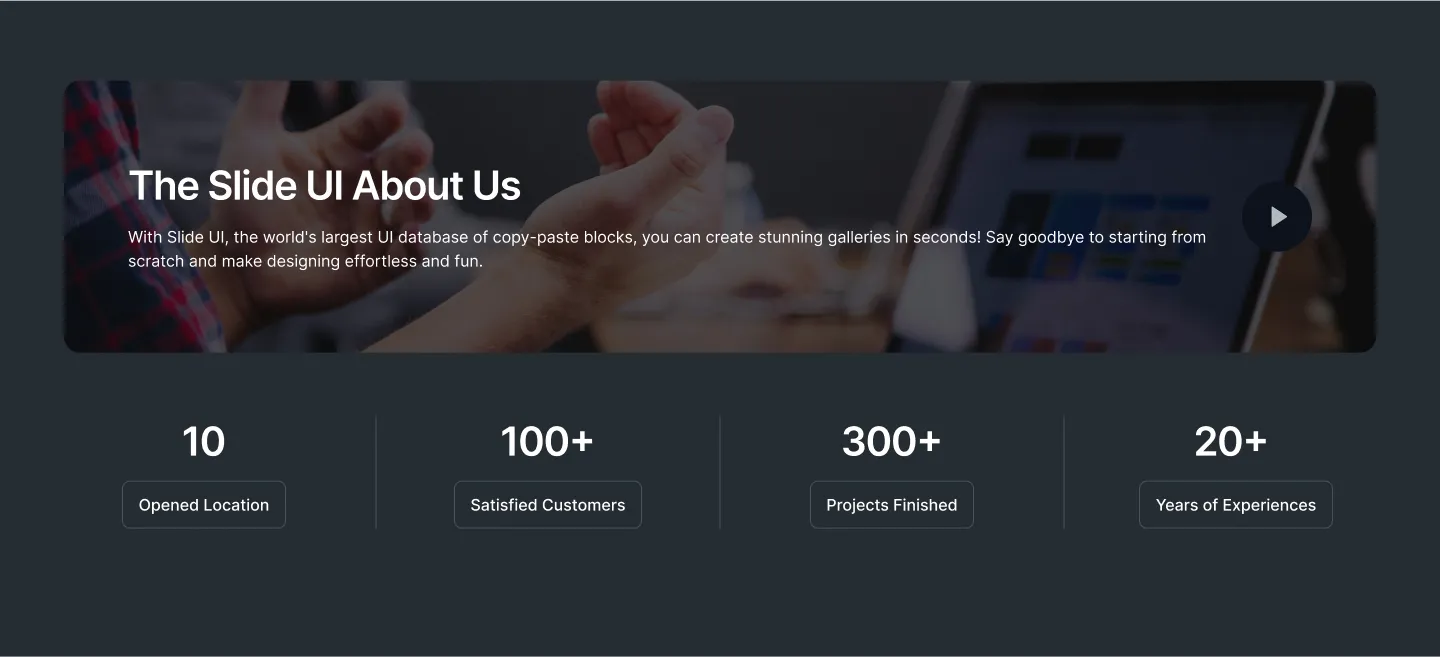 The Slide UI About Us
With Slide UI, the world's largest UI database of copy-paste blocks, you can create stunning galleries in seconds! Say goodbye to starting from
scratch and make designing effortless and fun.
10
Opened Location
100+
Satisfied Customers
300+
Projects Finished
20+
Years of Experiences